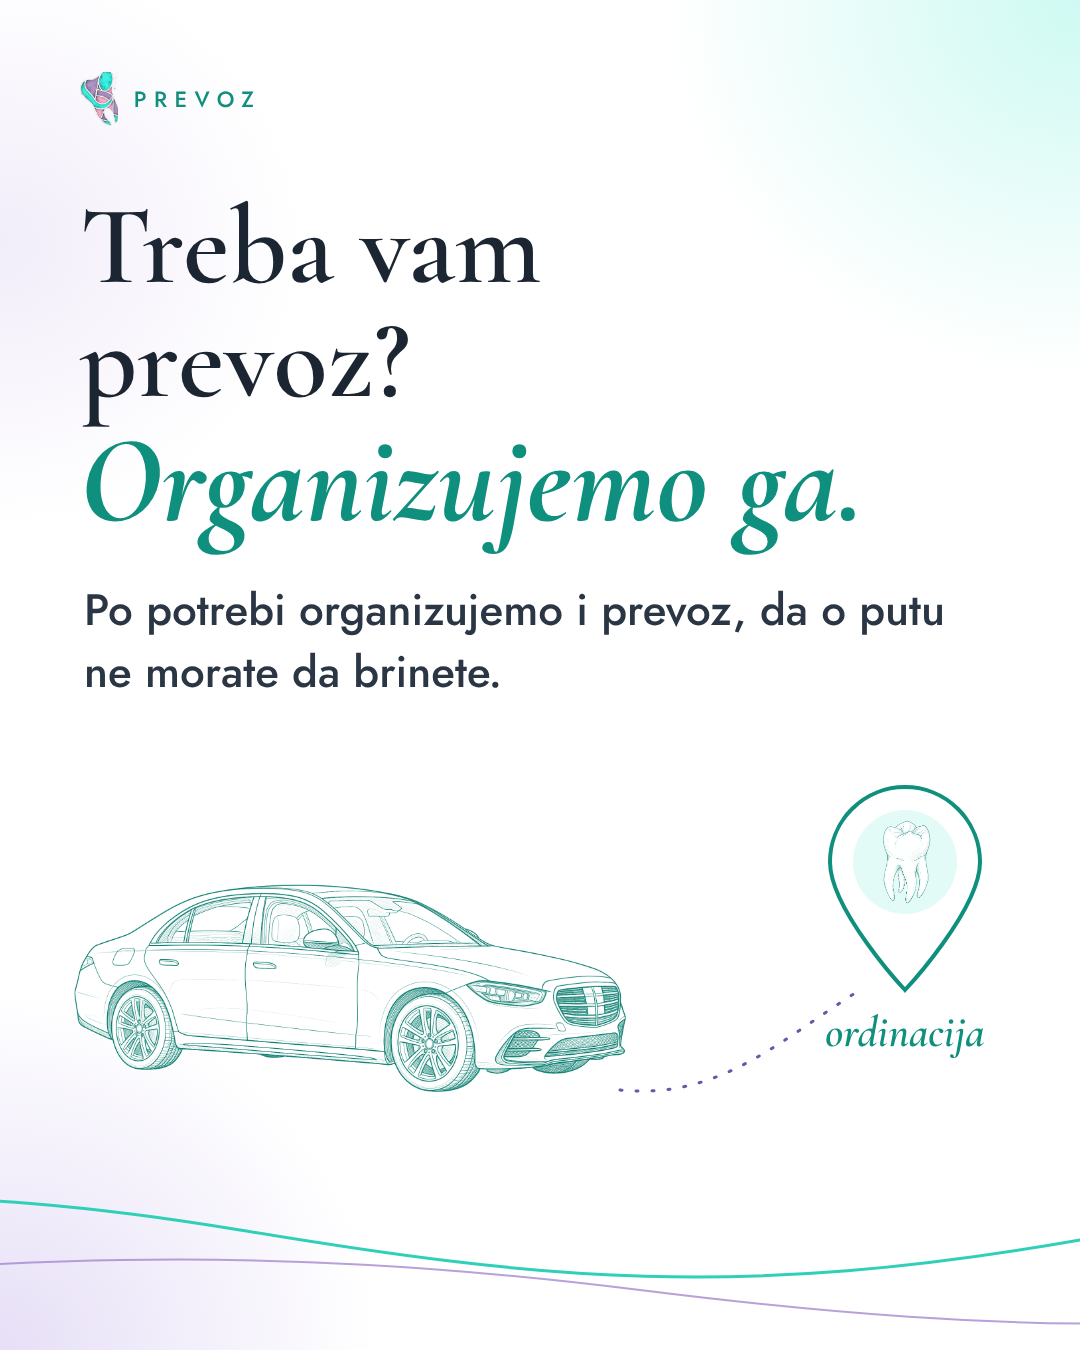 PREVOZ
Treba vam
prevoz?
Organizujemo ga.
Po potrebi organizujemo i prevoz, da o putu
ne morate da brinete.
ordinacija